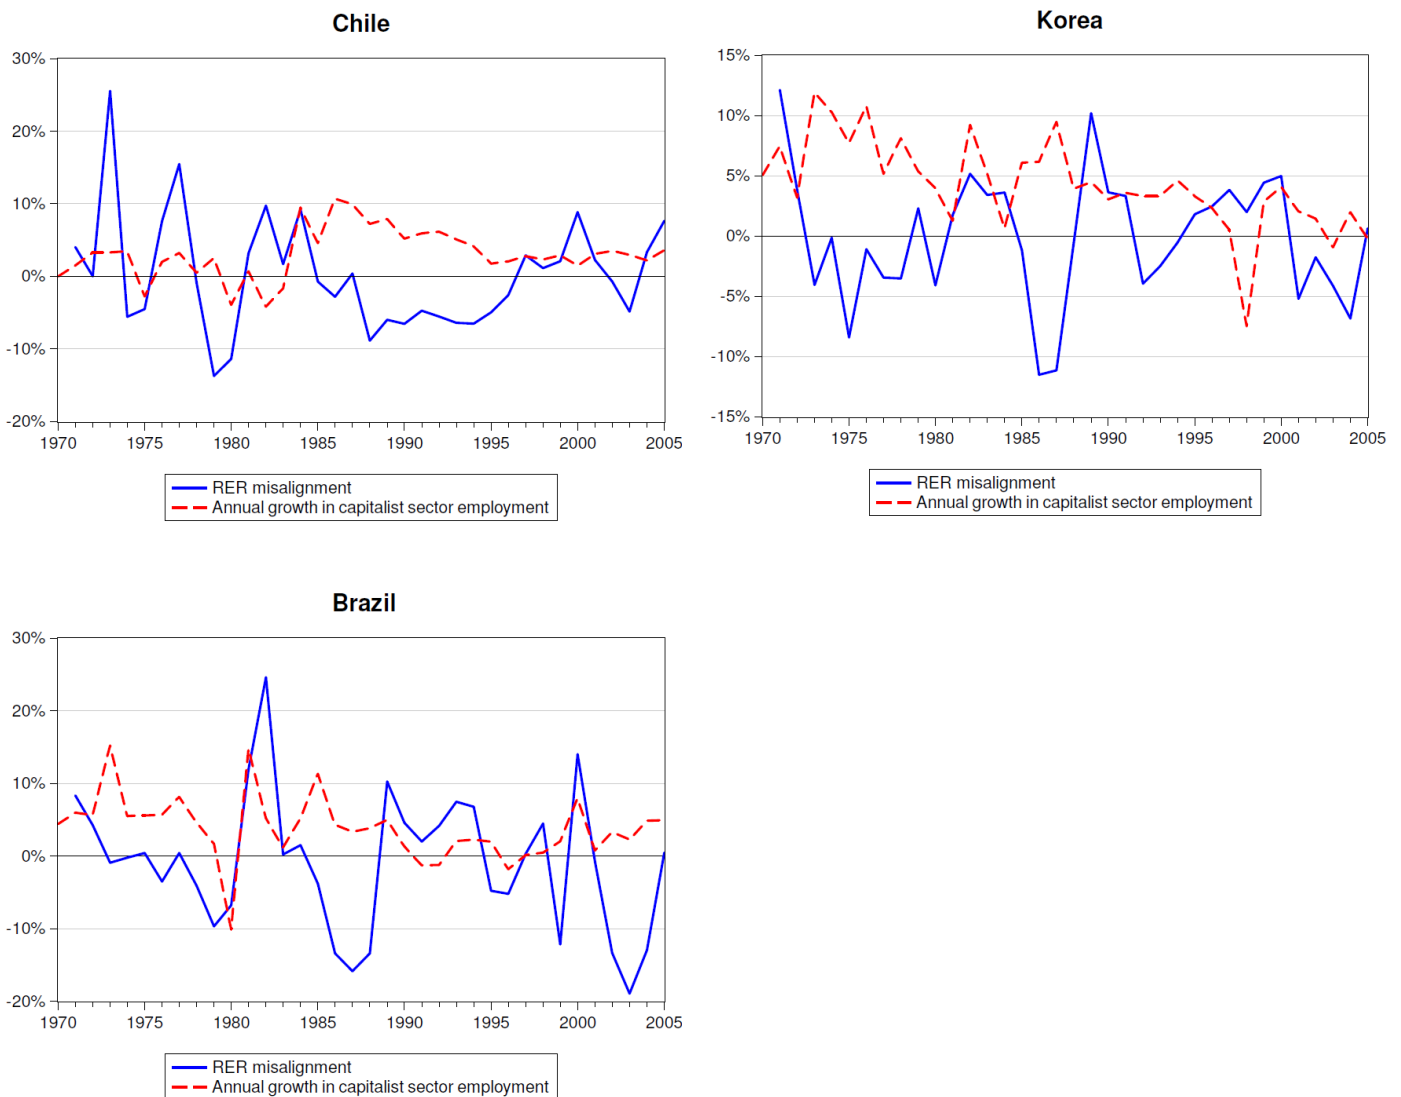 Chile
30%
20%
10%
0%
-10%
-20%
1970 1975 1980 1985 1990 1995 2000 2005
RER misalignment
Annual growth in capitalist sector employment
Korea
15%
10%
5%
0%
-5%
-10%
-15%
1970 1975 1980 1985 1990 1995 2000 2005
RER misalignment
Annual growth in capitalist sector employment
Brazil
30%
20%
10%
0%
-10%
-20%
1970 1975 1980 1985 1990 1995 2000 2005
RER misalignment
Annual growth in capitalist sector employment